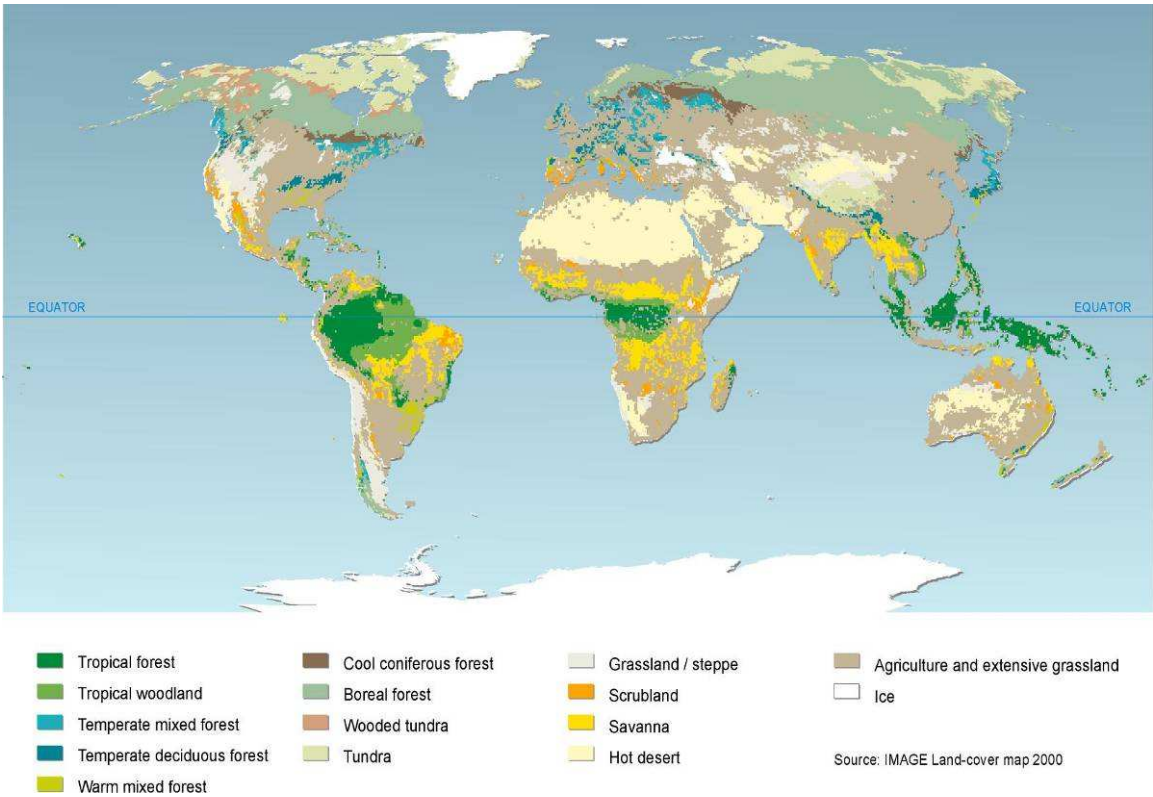 EQUATOR
EQUATOR
Tropical forest
Tropical woodland
Temperate mixed forest
Temperate deciduous forest
Warm mixed forest
Cool coniferous forest
Boreal forest
Wooded tundra
Tundra
Grassland / steppe
Scrubland
Savanna
Hot desert
Agriculture and extensive grassland
Ice
Source: IMAGE Land-cover map 2000